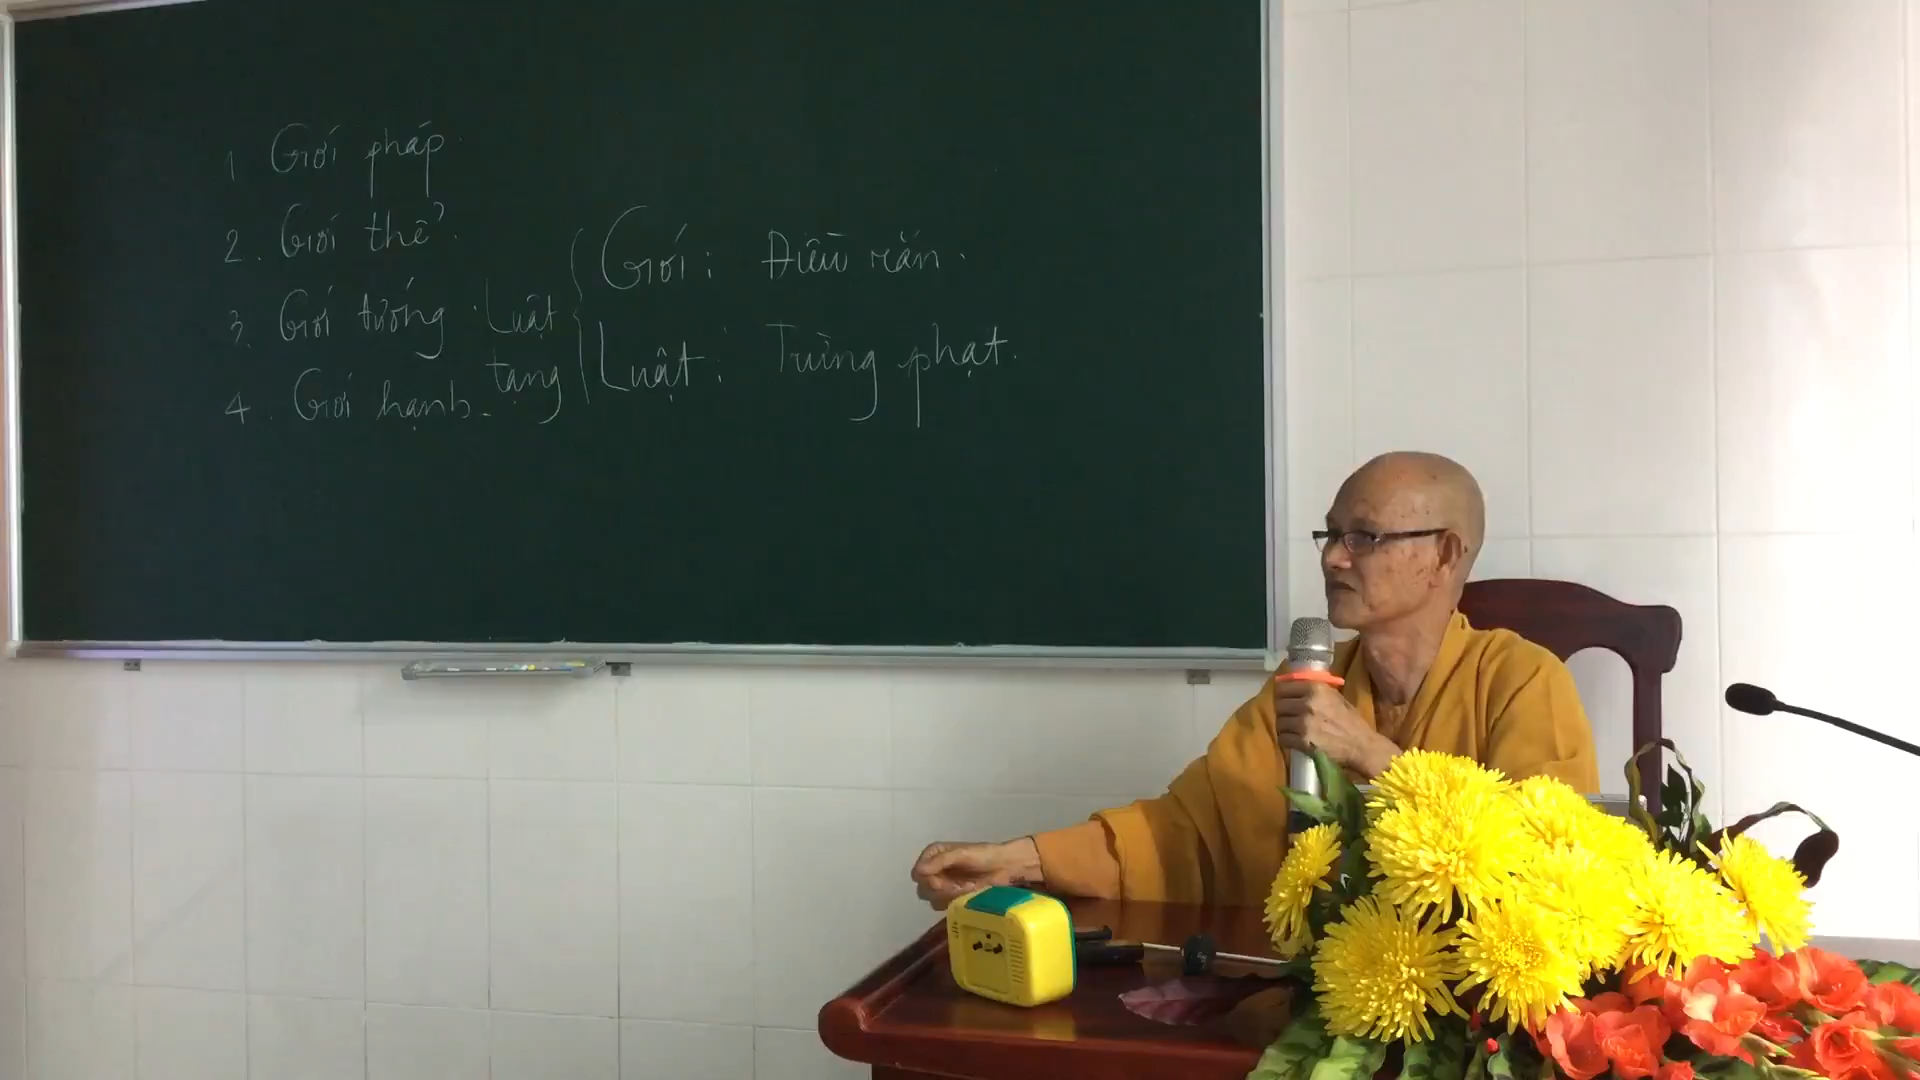 1 Giới pháp.
2. Giới thể.
3. Giới tướng.
4. Giới hạnh.
Luật
tạng
Giới: Điều răn.
Luật: Trừng phạt.